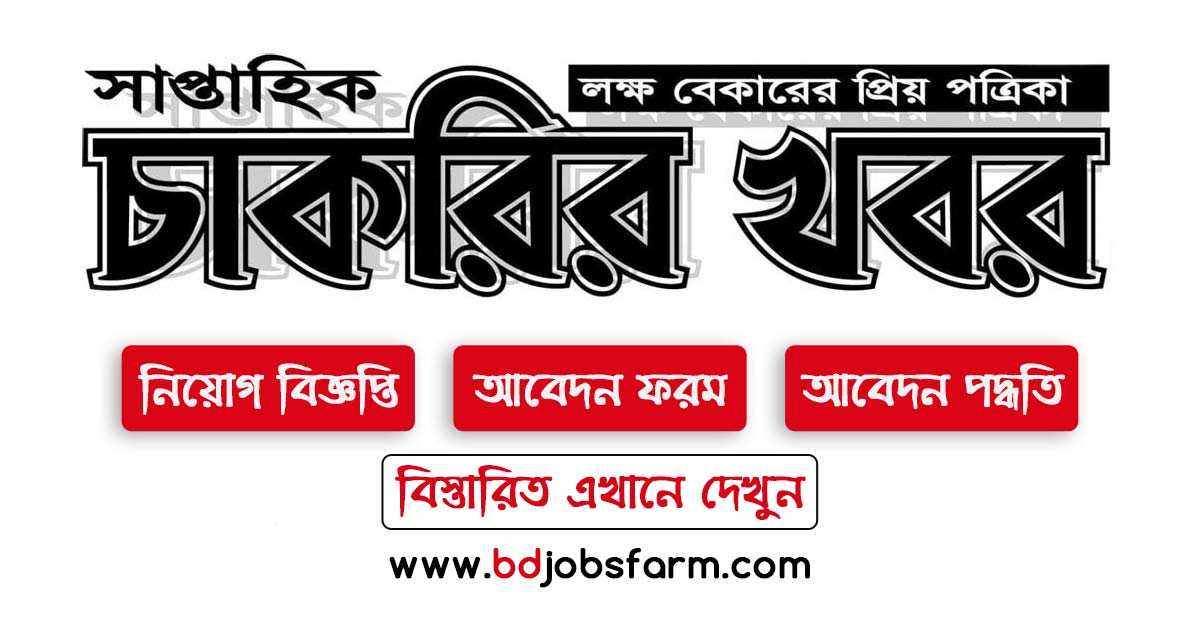 সাপ্তাহিক
লক্ষ বেকারের প্রিয় পত্রিকা
চাকরির খবর
নিয়োগ বিজ্ঞপ্তি
আবেদন ফরম
আবেদন পদ্ধতি
বিস্তারিত এখানে দেখুন
www.bdjobsfarm.com